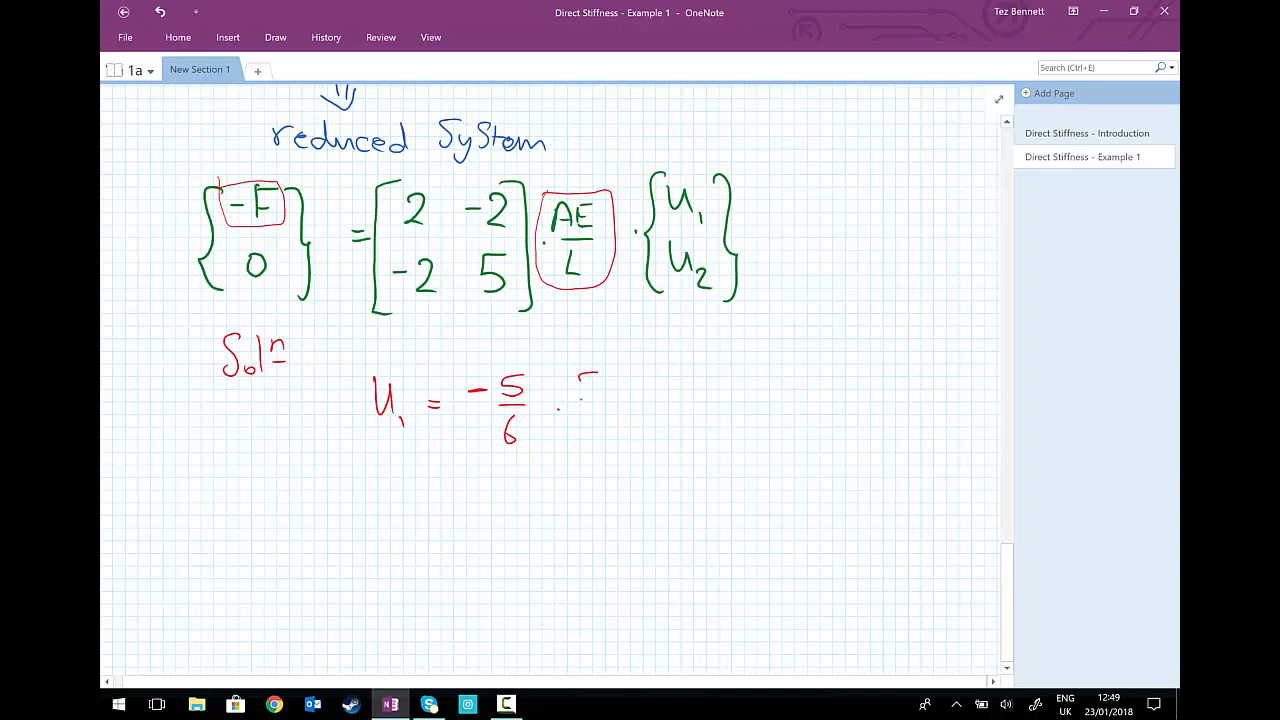 Direct Stiffness - Example 1 - OneNote
Tez Bennett
File Home Insert Draw History Review View
1a
New Section 1
Search (Ctrl+E)
Add Page
Direct Stiffness - Introduction
Direct Stiffness - Example 1
reduced System
{-F 0} = [2 -2 -2 5] · AE/L · {u₁ u₂}
Solⁿ
u₁ = - 5/6 ·
ENG
UK
12:49
23/01/2018